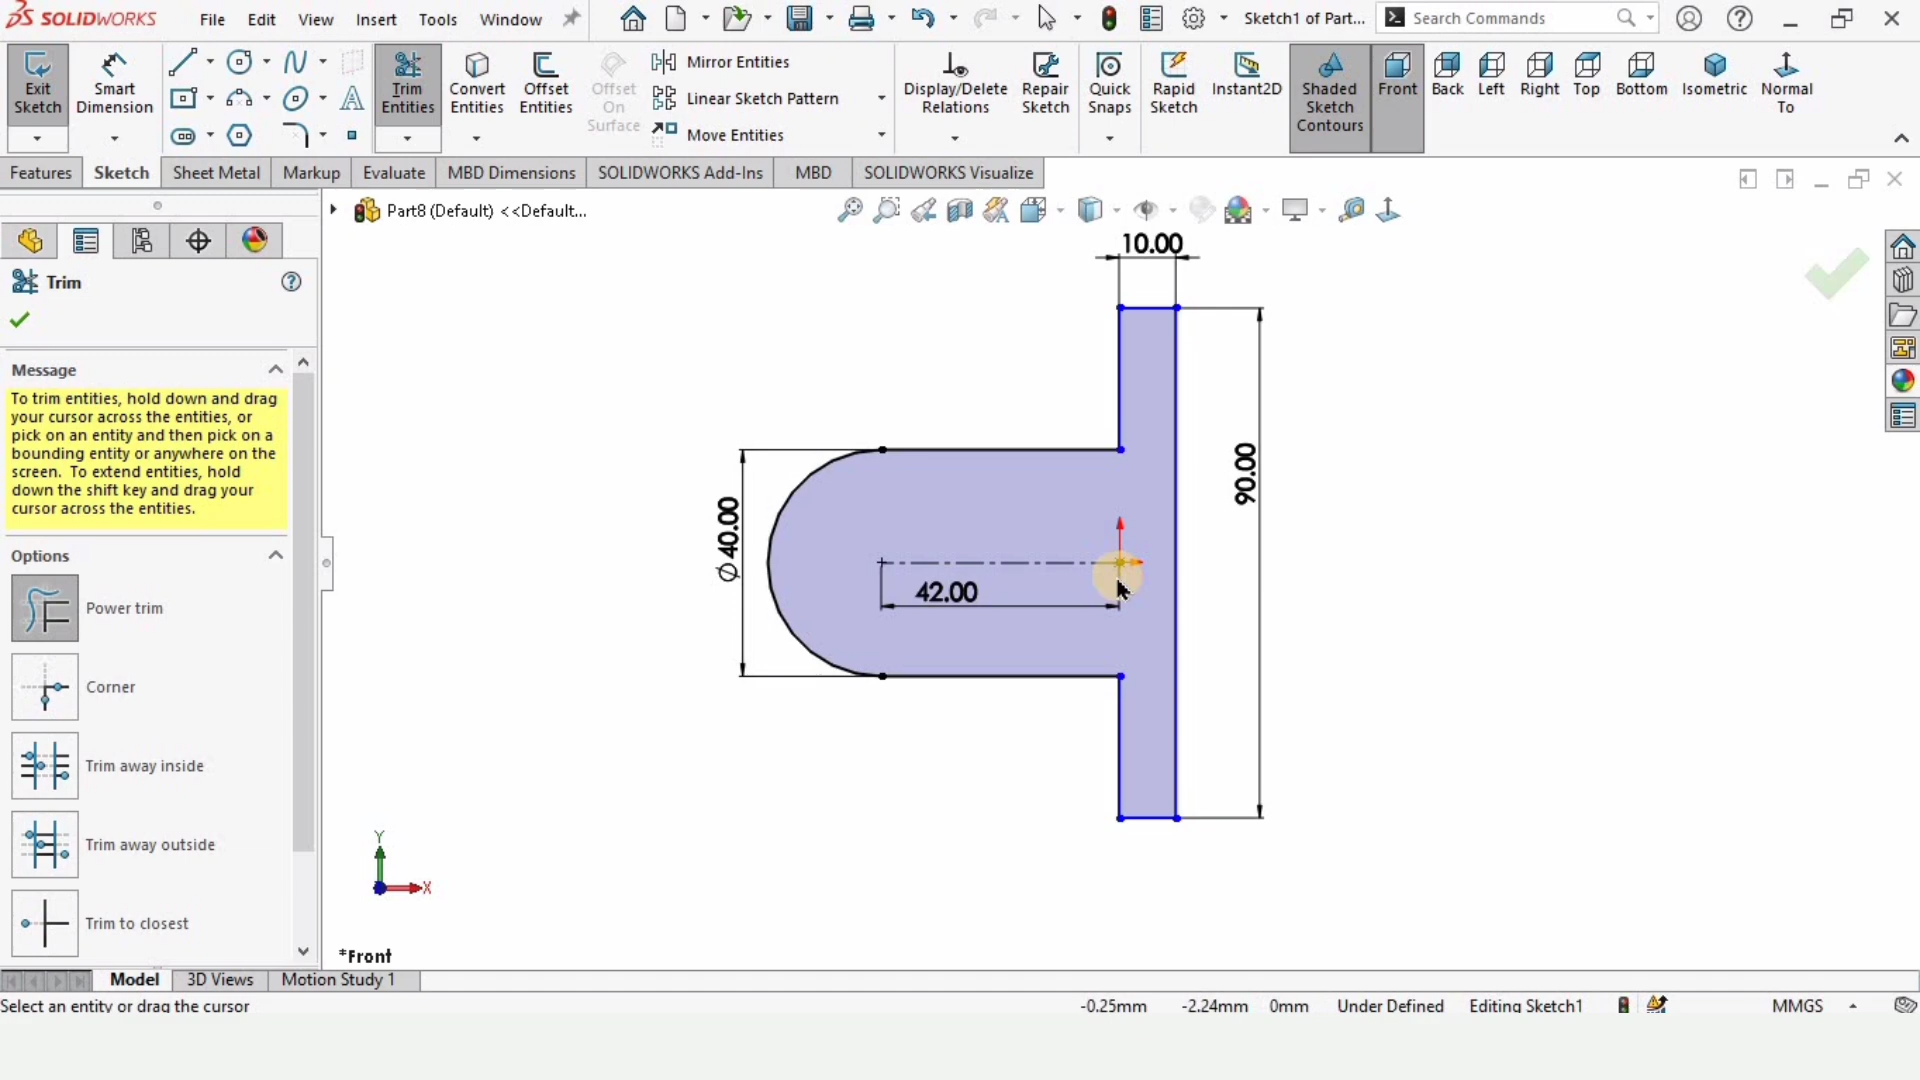 SOLIDWORKS File Edit View Insert Tools Window Sketch1 of Part... Search Commands
Exit Sketch
Smart Dimension
Trim Entities
Convert Entities
Offset Entities
Offset On Surface
Mirror Entities
Linear Sketch Pattern
Move Entities
Display/Delete Relations
Repair Sketch
Quick Snaps
Rapid Sketch
Instant2D
Shaded Sketch Contours
Front Back Left Right Top Bottom Isometric Normal To
Features Sketch Sheet Metal Markup Evaluate MBD Dimensions SOLIDWORKS Add-Ins MBD SOLIDWORKS Visualize
Part8 (Default) <<Default...
Trim
Message
To trim entities, hold down and drag
your cursor across the entities, or
pick on an entity and then pick on a
bounding entity or anywhere on the
screen. To extend entities, hold
down the shift key and drag your
cursor across the entities.
Options
Power trim
Corner
Trim away inside
Trim away outside
Trim to closest
10.00
90.00
Ø 40.00
42.00
Y
X
*Front
Model 3D Views Motion Study 1
Select an entity or drag the cursor -0.25mm -2.24mm 0mm Under Defined Editing Sketch1 MMGS